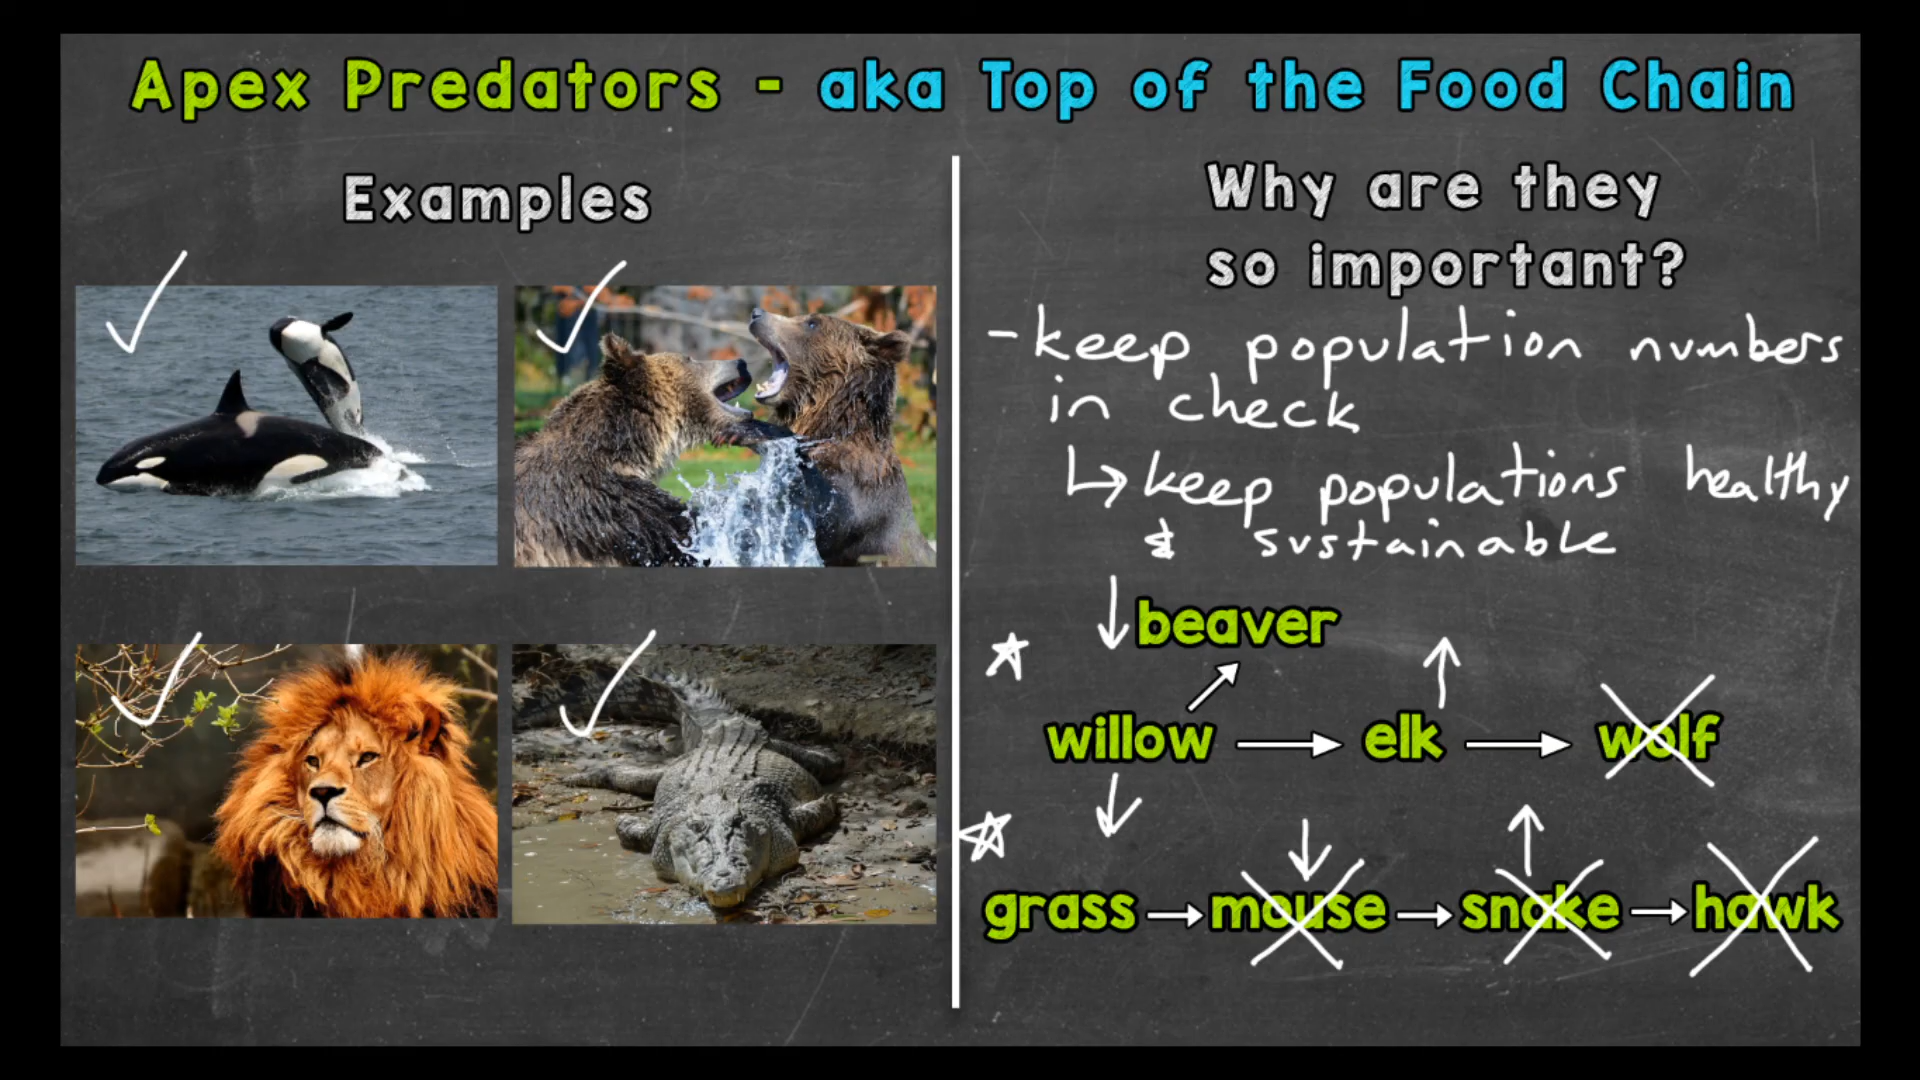 Apex Predators - aka Top of the Food Chain
Examples
Why are they
so important?
- keep population numbers
in check
↳ keep populations healthy
& sustainable
↓ beaver
willow → elk → wolf
grass → mouse → snake → hawk